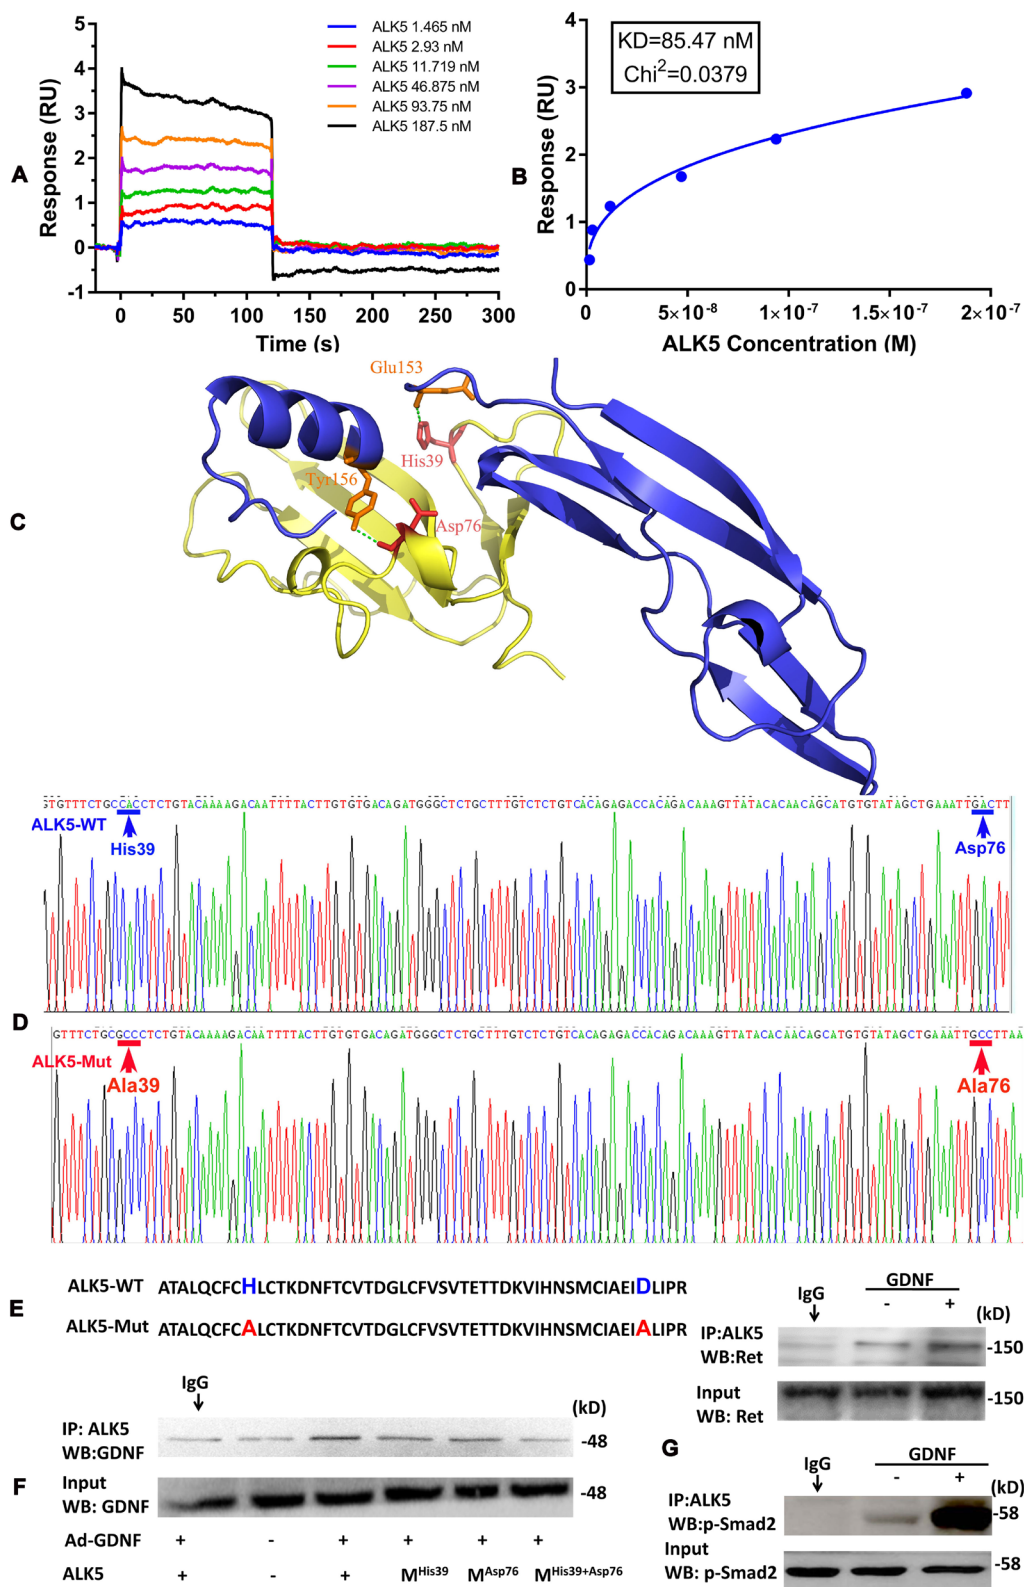 A
Response (RU)
5
4
3
2
1
0
-1
0 50 100 150 200 250 300
Time (s)
ALK5 1.465 nM
ALK5 2.93 nM
ALK5 11.719 nM
ALK5 46.875 nM
ALK5 93.75 nM
ALK5 187.5 nM
B
Response (RU)
4
3
2
1
0
KD=85.47 nM
Chi²=0.0379
0 5×10⁻⁸ 1×10⁻⁷ 1.5×10⁻⁷ 2×10⁻⁷
ALK5 Concentration (M)
C
Glu153
His39
Tyr156
Asp76
D
GTGTTTCTGCCACCTCTGTACAAAAGACAATTTTACTTGTGTGACAGATGGGCTCTGCTTTGTCTCTGTCACAGAGACCACAGACAAAGTTATACACAACAGCATGTGTATAGCTGAAATTGACTT
ALK5-WT
His39
Asp76
GTTTCTGCGCCCTCTGTACAAAAGACAATTTTACTTGTGTGACAGATGGGCTCTGCTTTGTCTCTGTCACAGAGACCACAGACAAAGTTATACACAACAGCATGTGTATAGCTGAAATTGCCTTAA
ALK5-Mut
Ala39
Ala76
E
ALK5-WT ATALQCFCHLCTKDNFTCVTDGLCFVSVTETTDKVIHNSMCIAEIDLIPR
ALK5-Mut ATALQCFCALCTKDNFTCVTDGLCFVSVTETTDKVIHNSMCIAEIALIPR
F
IgG
(kD)
IP: ALK5
WB:GDNF
-48
Input
WB: GDNF
-48
Ad-GDNF + - + + + +
ALK5 + - + M^His39 M^Asp76 M^His39+Asp76
GDNF
IgG - +
(kD)
IP:ALK5
WB:Ret
-150
Input
WB: Ret
-150
G
GDNF
IgG - +
(kD)
IP:ALK5
WB:p-Smad2
-58
Input
WB: p-Smad2
-58